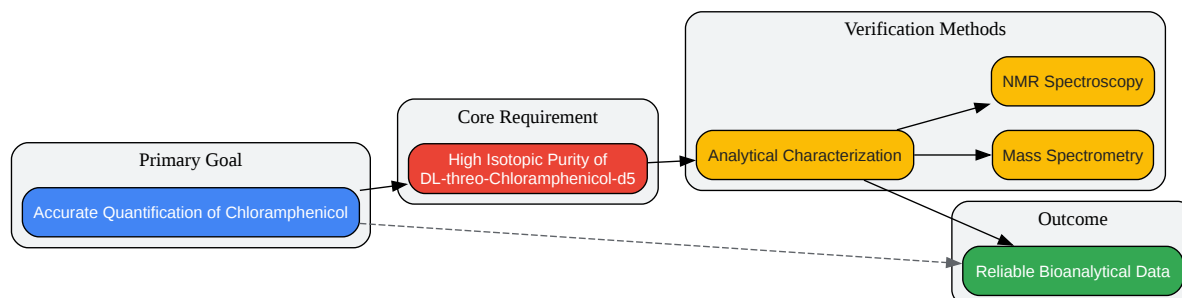 Primary Goal
Accurate Quantification of Chloramphenicol
Core Requirement
High Isotopic Purity of
DL-threo-Chloramphenicol-d5
Verification Methods
Analytical Characterization
NMR Spectroscopy
Mass Spectrometry
Outcome
Reliable Bioanalytical Data